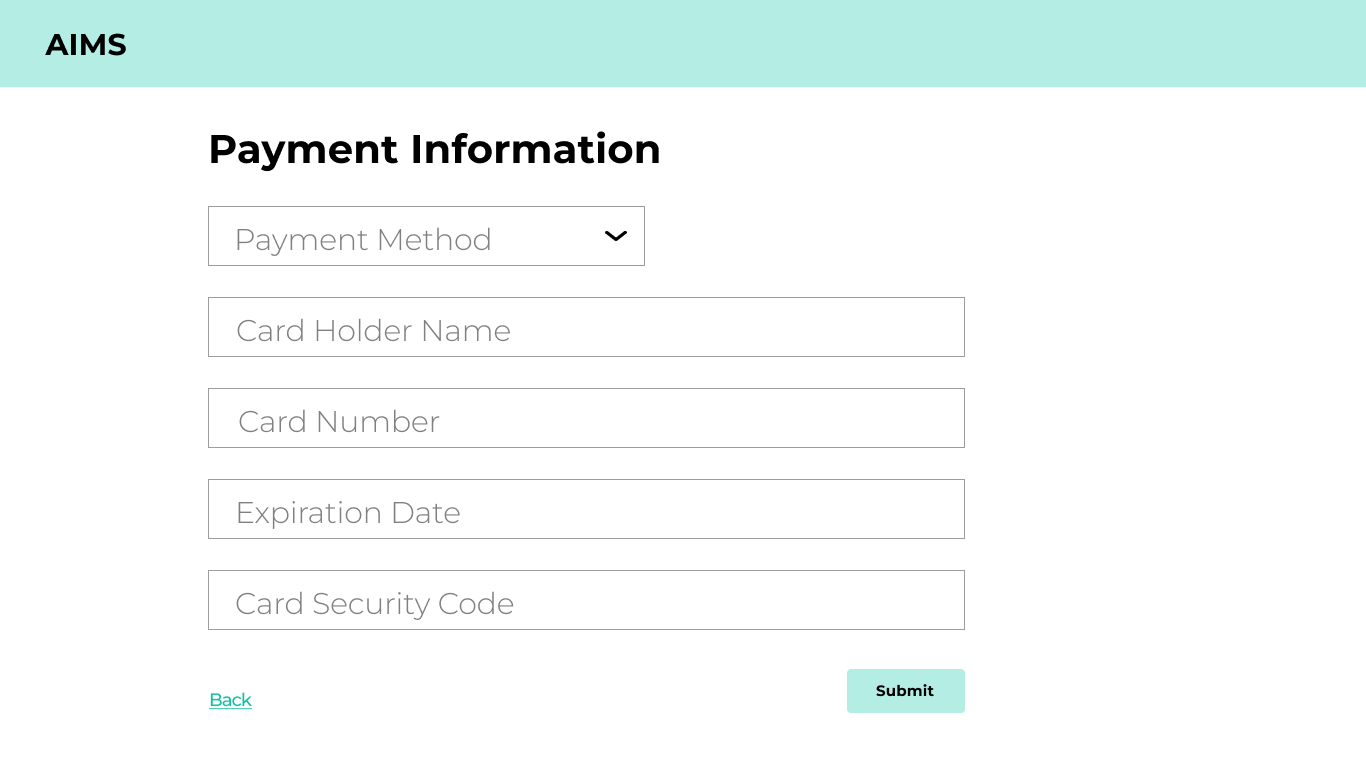 AIMS
Payment Information
Payment Method
Card Holder Name
Card Number
Expiration Date
Card Security Code
Back
Submit